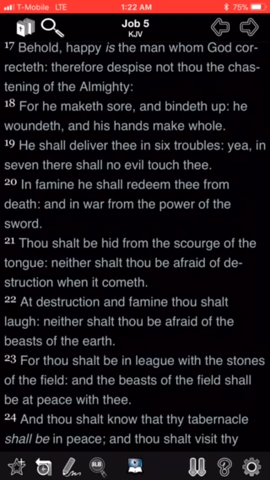 T-Mobile LTE 1:22 AM 75%
Job 5
KJV
17 Behold, happy is the man whom God cor-
recteth: therefore despise not thou the chas-
tening of the Almighty:
18 For he maketh sore, and bindeth up: he
woundeth, and his hands make whole.
19 He shall deliver thee in six troubles: yea, in
seven there shall no evil touch thee.
20 In famine he shall redeem thee from
death: and in war from the power of the
sword.
21 Thou shalt be hid from the scourge of the
tongue: neither shalt thou be afraid of de-
struction when it cometh.
22 At destruction and famine thou shalt
laugh: neither shalt thou be afraid of the
beasts of the earth.
23 For thou shalt be in league with the stones
of the field: and the beasts of the field shall
be at peace with thee.
24 And thou shalt know that thy tabernacle
shall be in peace; and thou shalt visit thy